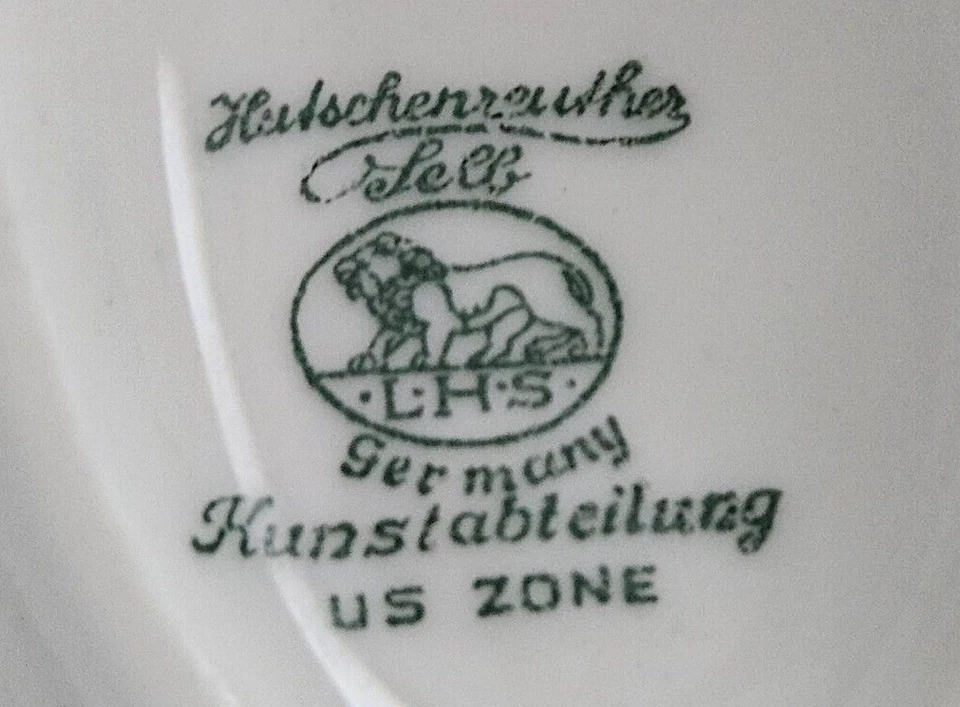 Hutschenreuther
Selb
·L·H·S·
Germany
Kunstabteilung
US ZONE